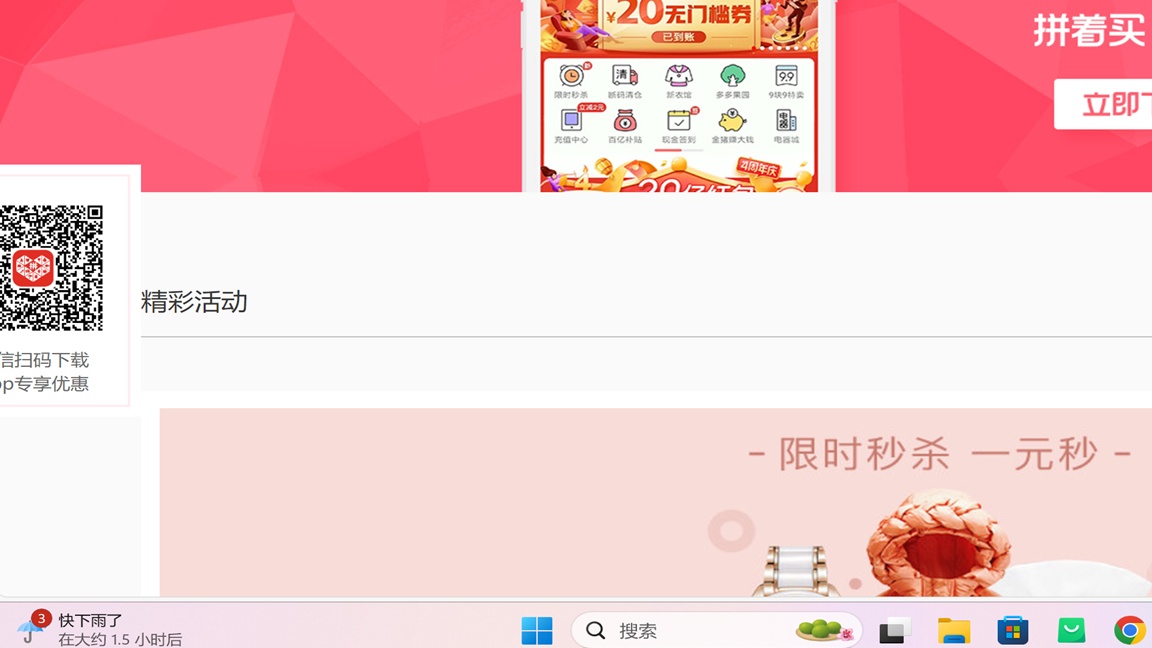 ¥20无门槛券
已到账
拼着买
立即下
限时秒杀 断码清仓 新衣馆 多多果园 9块9特卖
立减2元
充值中心 百亿补贴 现金签到 金猪赚大钱 电器城
4周年庆
精彩活动
信扫码下载
pp专享优惠
- 限时秒杀 一元秒 -
3
快下雨了
在大约 1.5 小时后
搜索